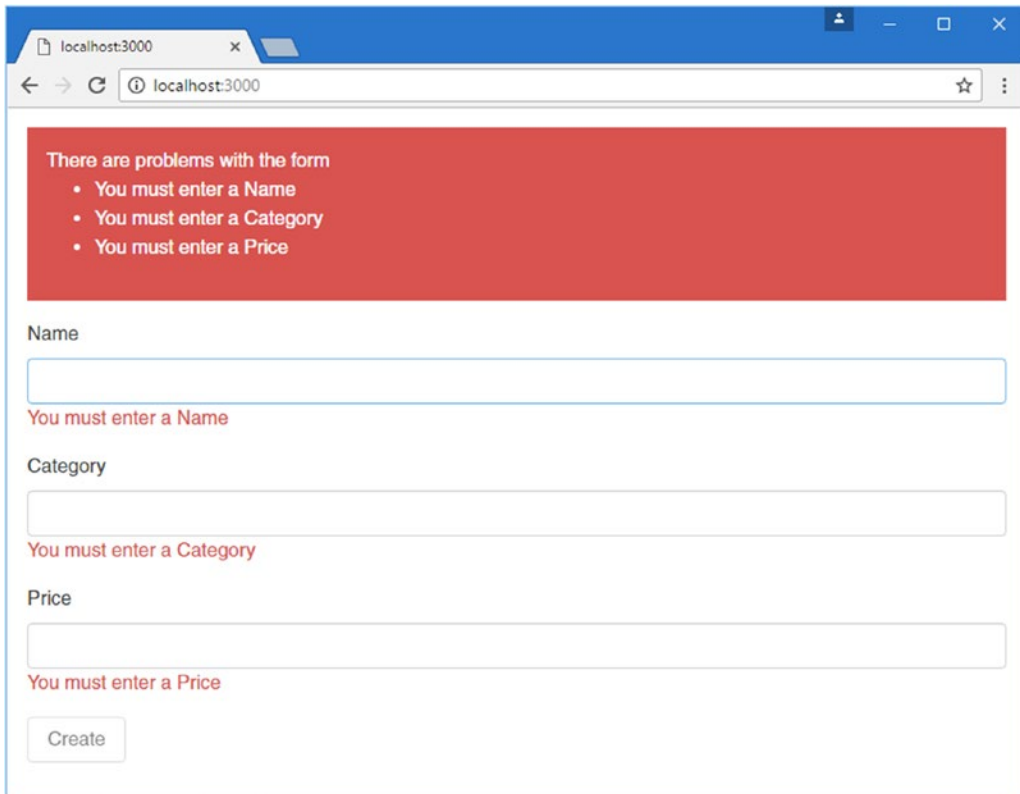 localhost:3000
localhost:3000
There are problems with the form
• You must enter a Name
• You must enter a Category
• You must enter a Price
Name
You must enter a Name
Category
You must enter a Category
Price
You must enter a Price
Create